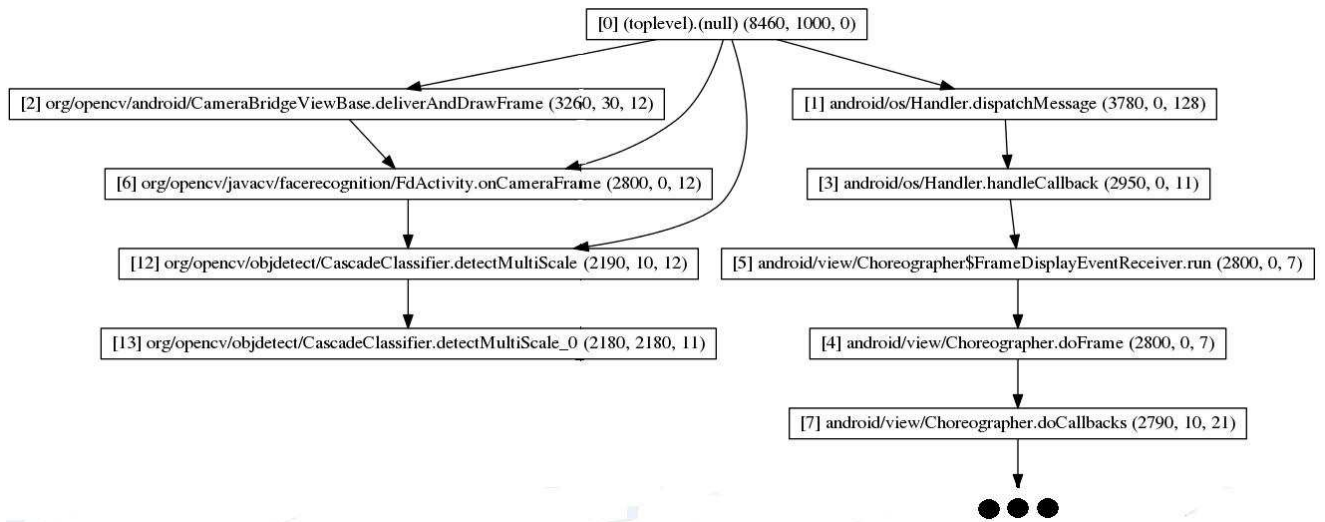 [0] (toplevel).(null) (8460, 1000, 0)
[2] org/opencv/android/CameraBridgeViewBase.deliverAndDrawFrame (3260, 30, 12)
[1] android/os/Handler.dispatchMessage (3780, 0, 128)
[6] org/opencv/javacv/facerecognition/FdActivity.onCameraFrame (2800, 0, 12)
[3] android/os/Handler.handleCallback (2950, 0, 11)
[12] org/opencv/objdetect/CascadeClassifier.detectMultiScale (2190, 10, 12)
[5] android/view/Choreographer$FrameDisplayEventReceiver.run (2800, 0, 7)
[13] org/opencv/objdetect/CascadeClassifier.detectMultiScale_0 (2180, 2180, 11)
[4] android/view/Choreographer.doFrame (2800, 0, 7)
[7] android/view/Choreographer.doCallbacks (2790, 10, 21)